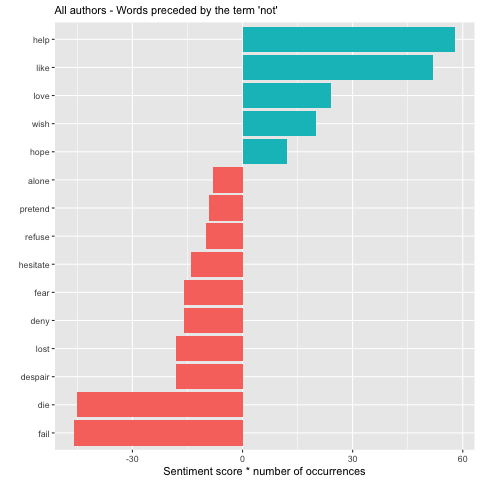 All authors - Words preceded by the term 'not'
help
like
love
wish
hope
alone
pretend
refuse
hesitate
fear
deny
lost
despair
die
fail
-30 0 30 60
Sentiment score * number of occurrences